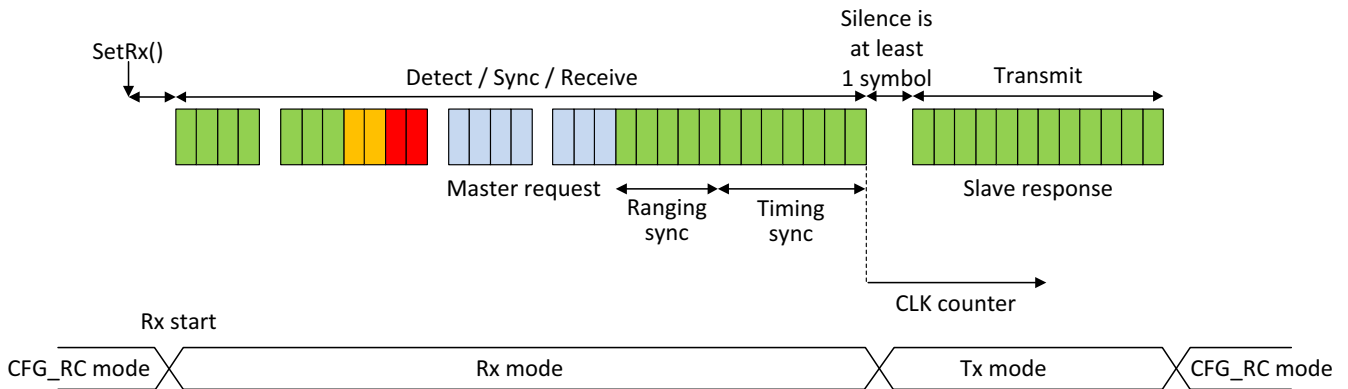 Silence is
at least
1 symbol
SetRx()
Detect / Sync / Receive
Transmit
Master request
Slave response
Ranging
sync
Timing
sync
CLK counter
Rx start
CFG_RC mode
Rx mode
Tx mode
CFG_RC mode